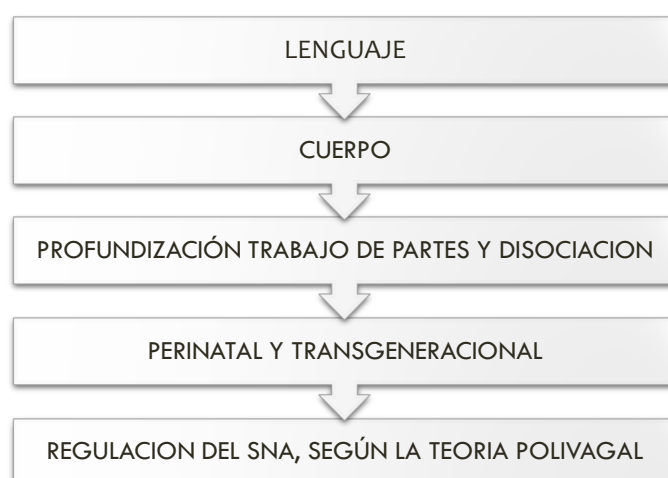 LENGUAJE
CUERPO
PROFUNDIZACIÓN TRABAJO DE PARTES Y DISOCIACION
PERINATAL Y TRANSGENERACIONAL
REGULACION DEL SNA, SEGÚN LA TEORIA POLIVAGAL